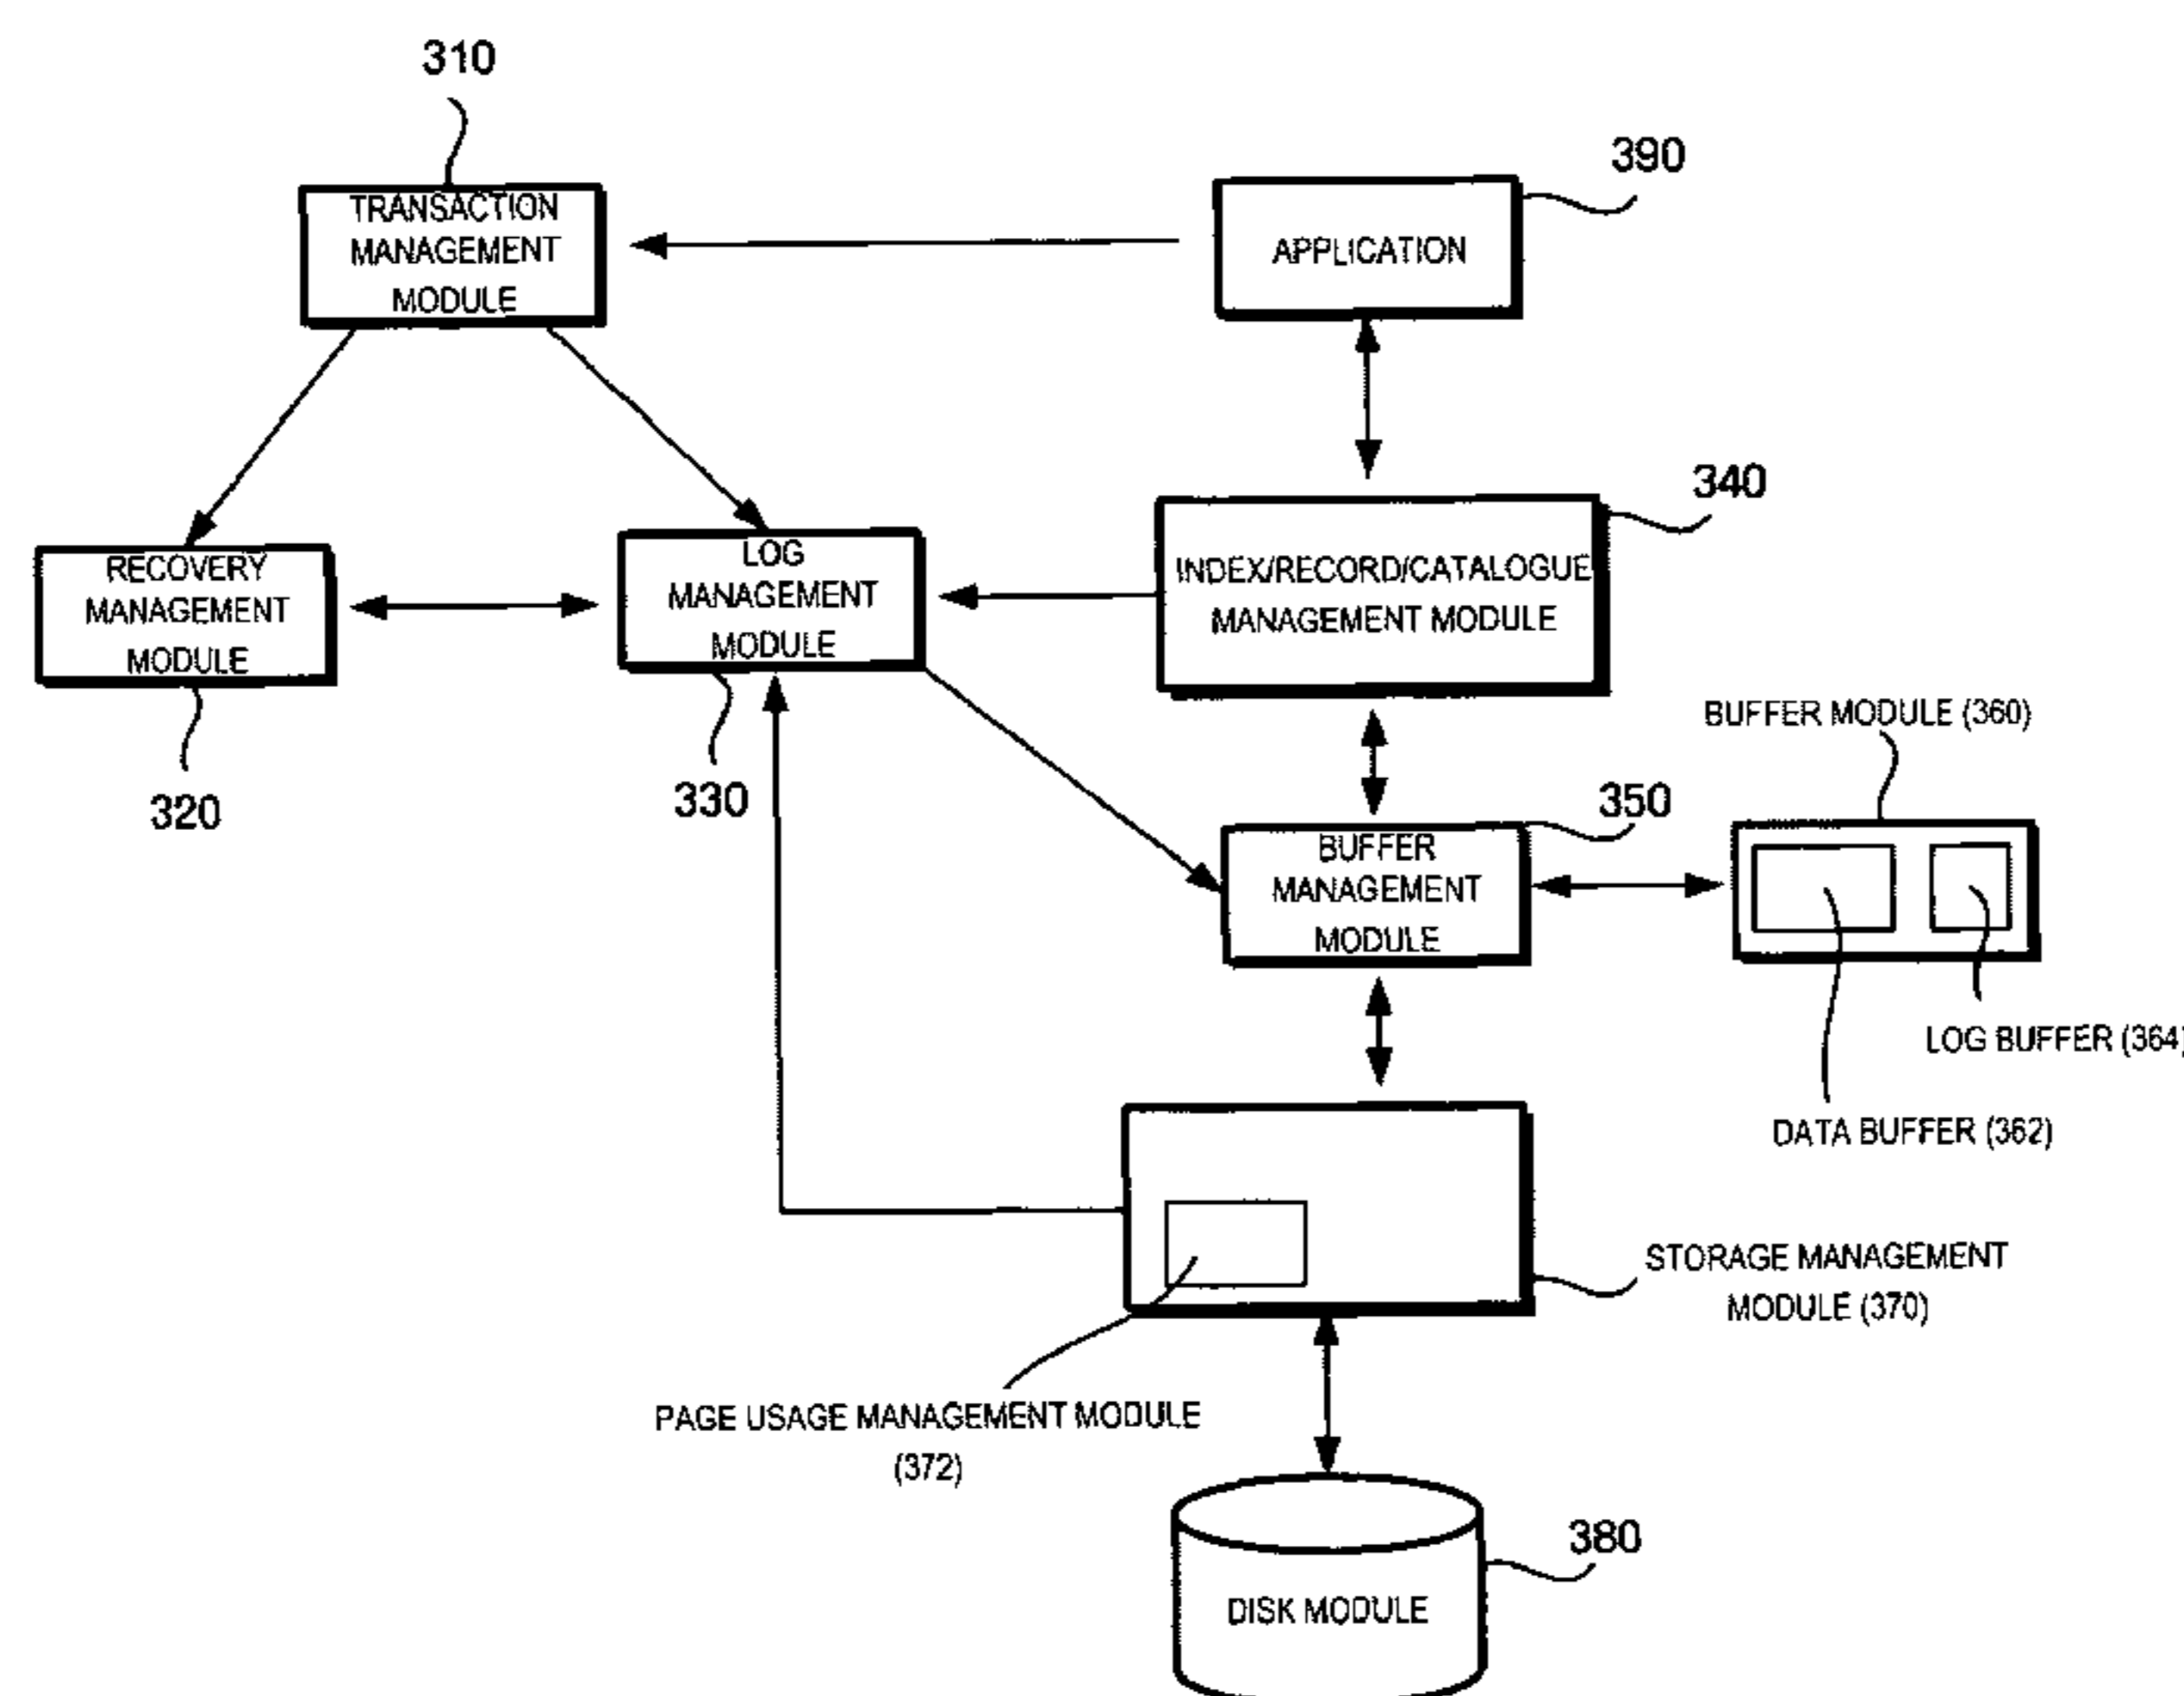 310
390
TRANSACTION
MANAGEMENT
MODULE
APPLICATION
340
RECOVERY
MANAGEMENT
MODULE
LOG
MANAGEMENT
MODULE
INDEX/RECORD/CATALOGUE
MANAGEMENT MODULE
BUFFER MODULE (360)
320
330
350
BUFFER
MANAGEMENT
MODULE
LOG BUFFER (364)
DATA BUFFER (362)
STORAGE MANAGEMENT
MODULE (370)
PAGE USAGE MANAGEMENT MODULE
(372)
380
DISK MODULE